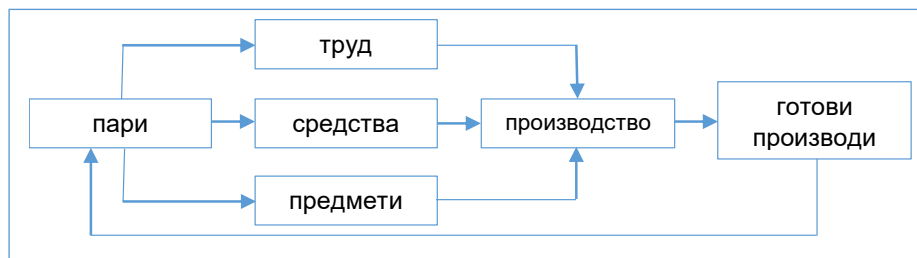 труд
пари
средства
производство
готови
производи
предмети